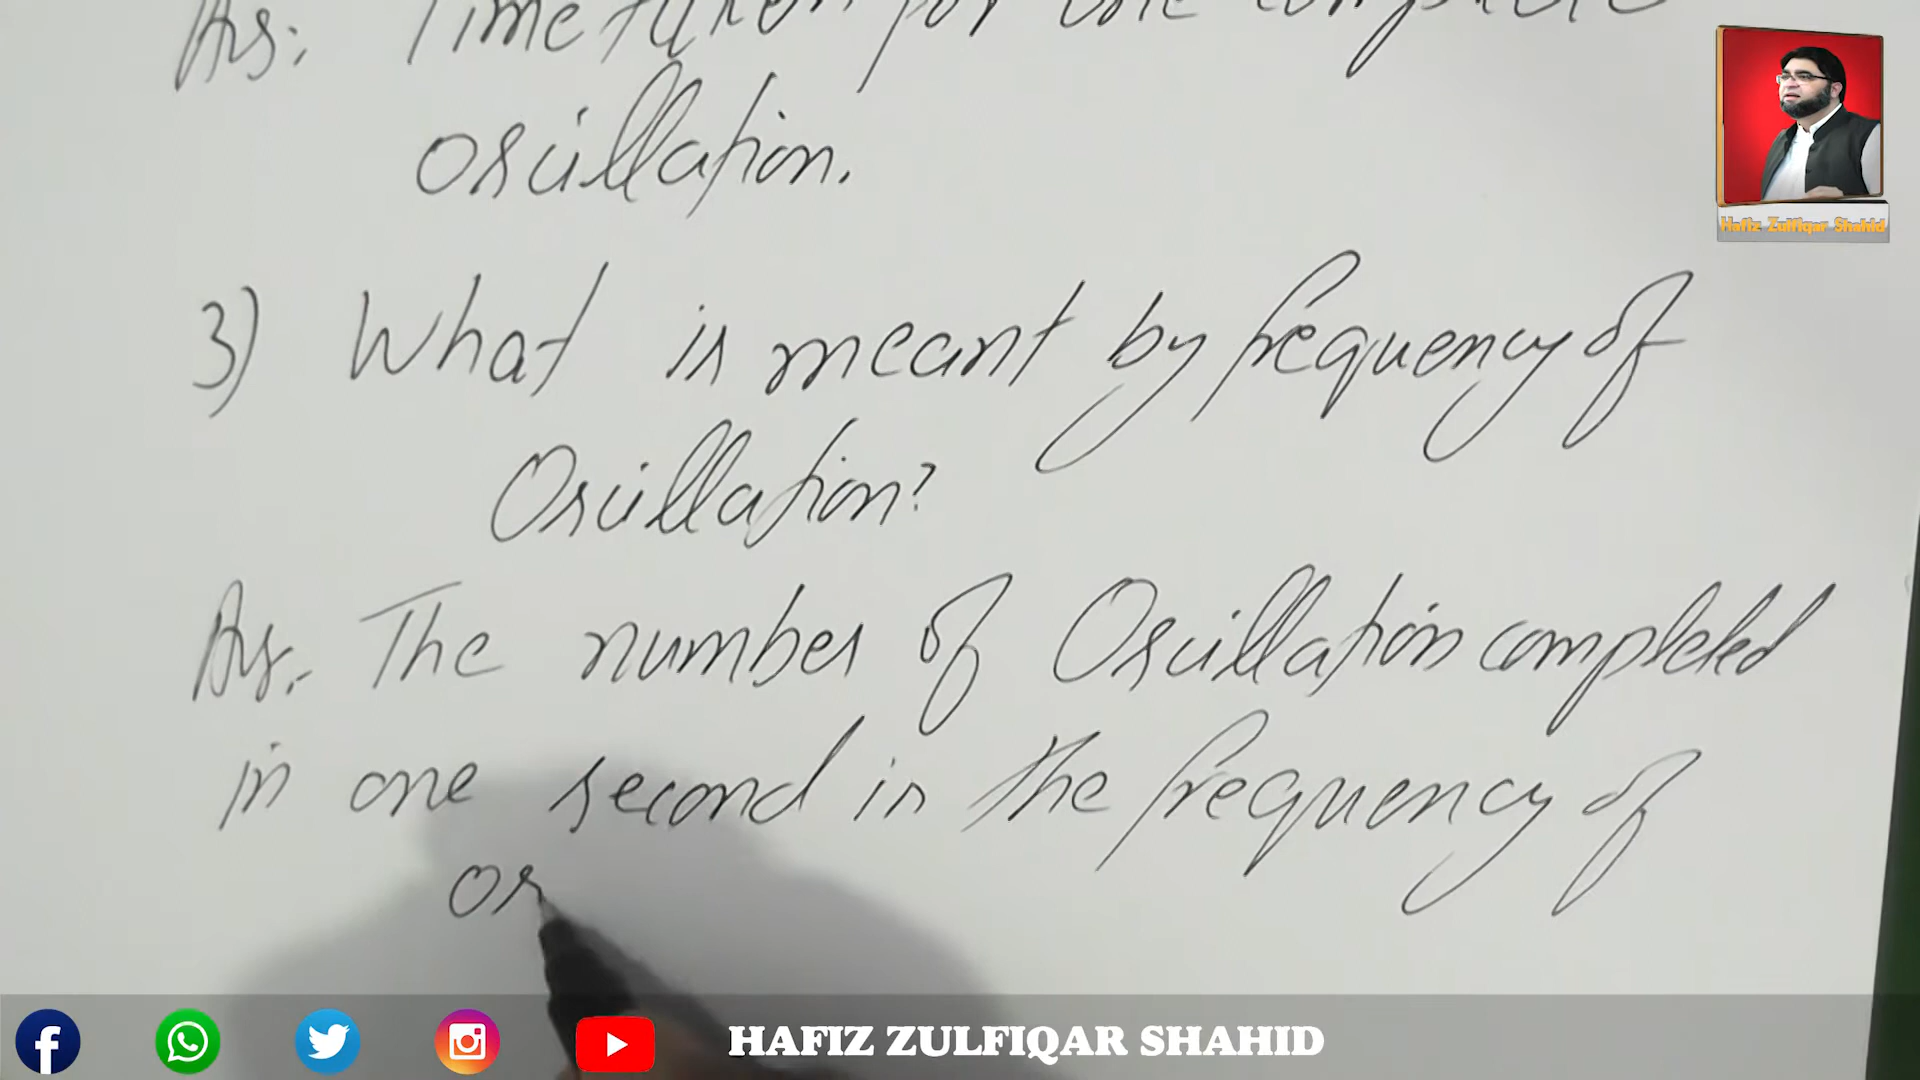 Ans: Time taken for one complete
oscillation.
Hafiz Zulfiqar Shahid
3) What is meant by frequency of
Oscillation?
Ans. The number of Oscillation completed
in one second is the frequency of
os
HAFIZ ZULFIQAR SHAHID